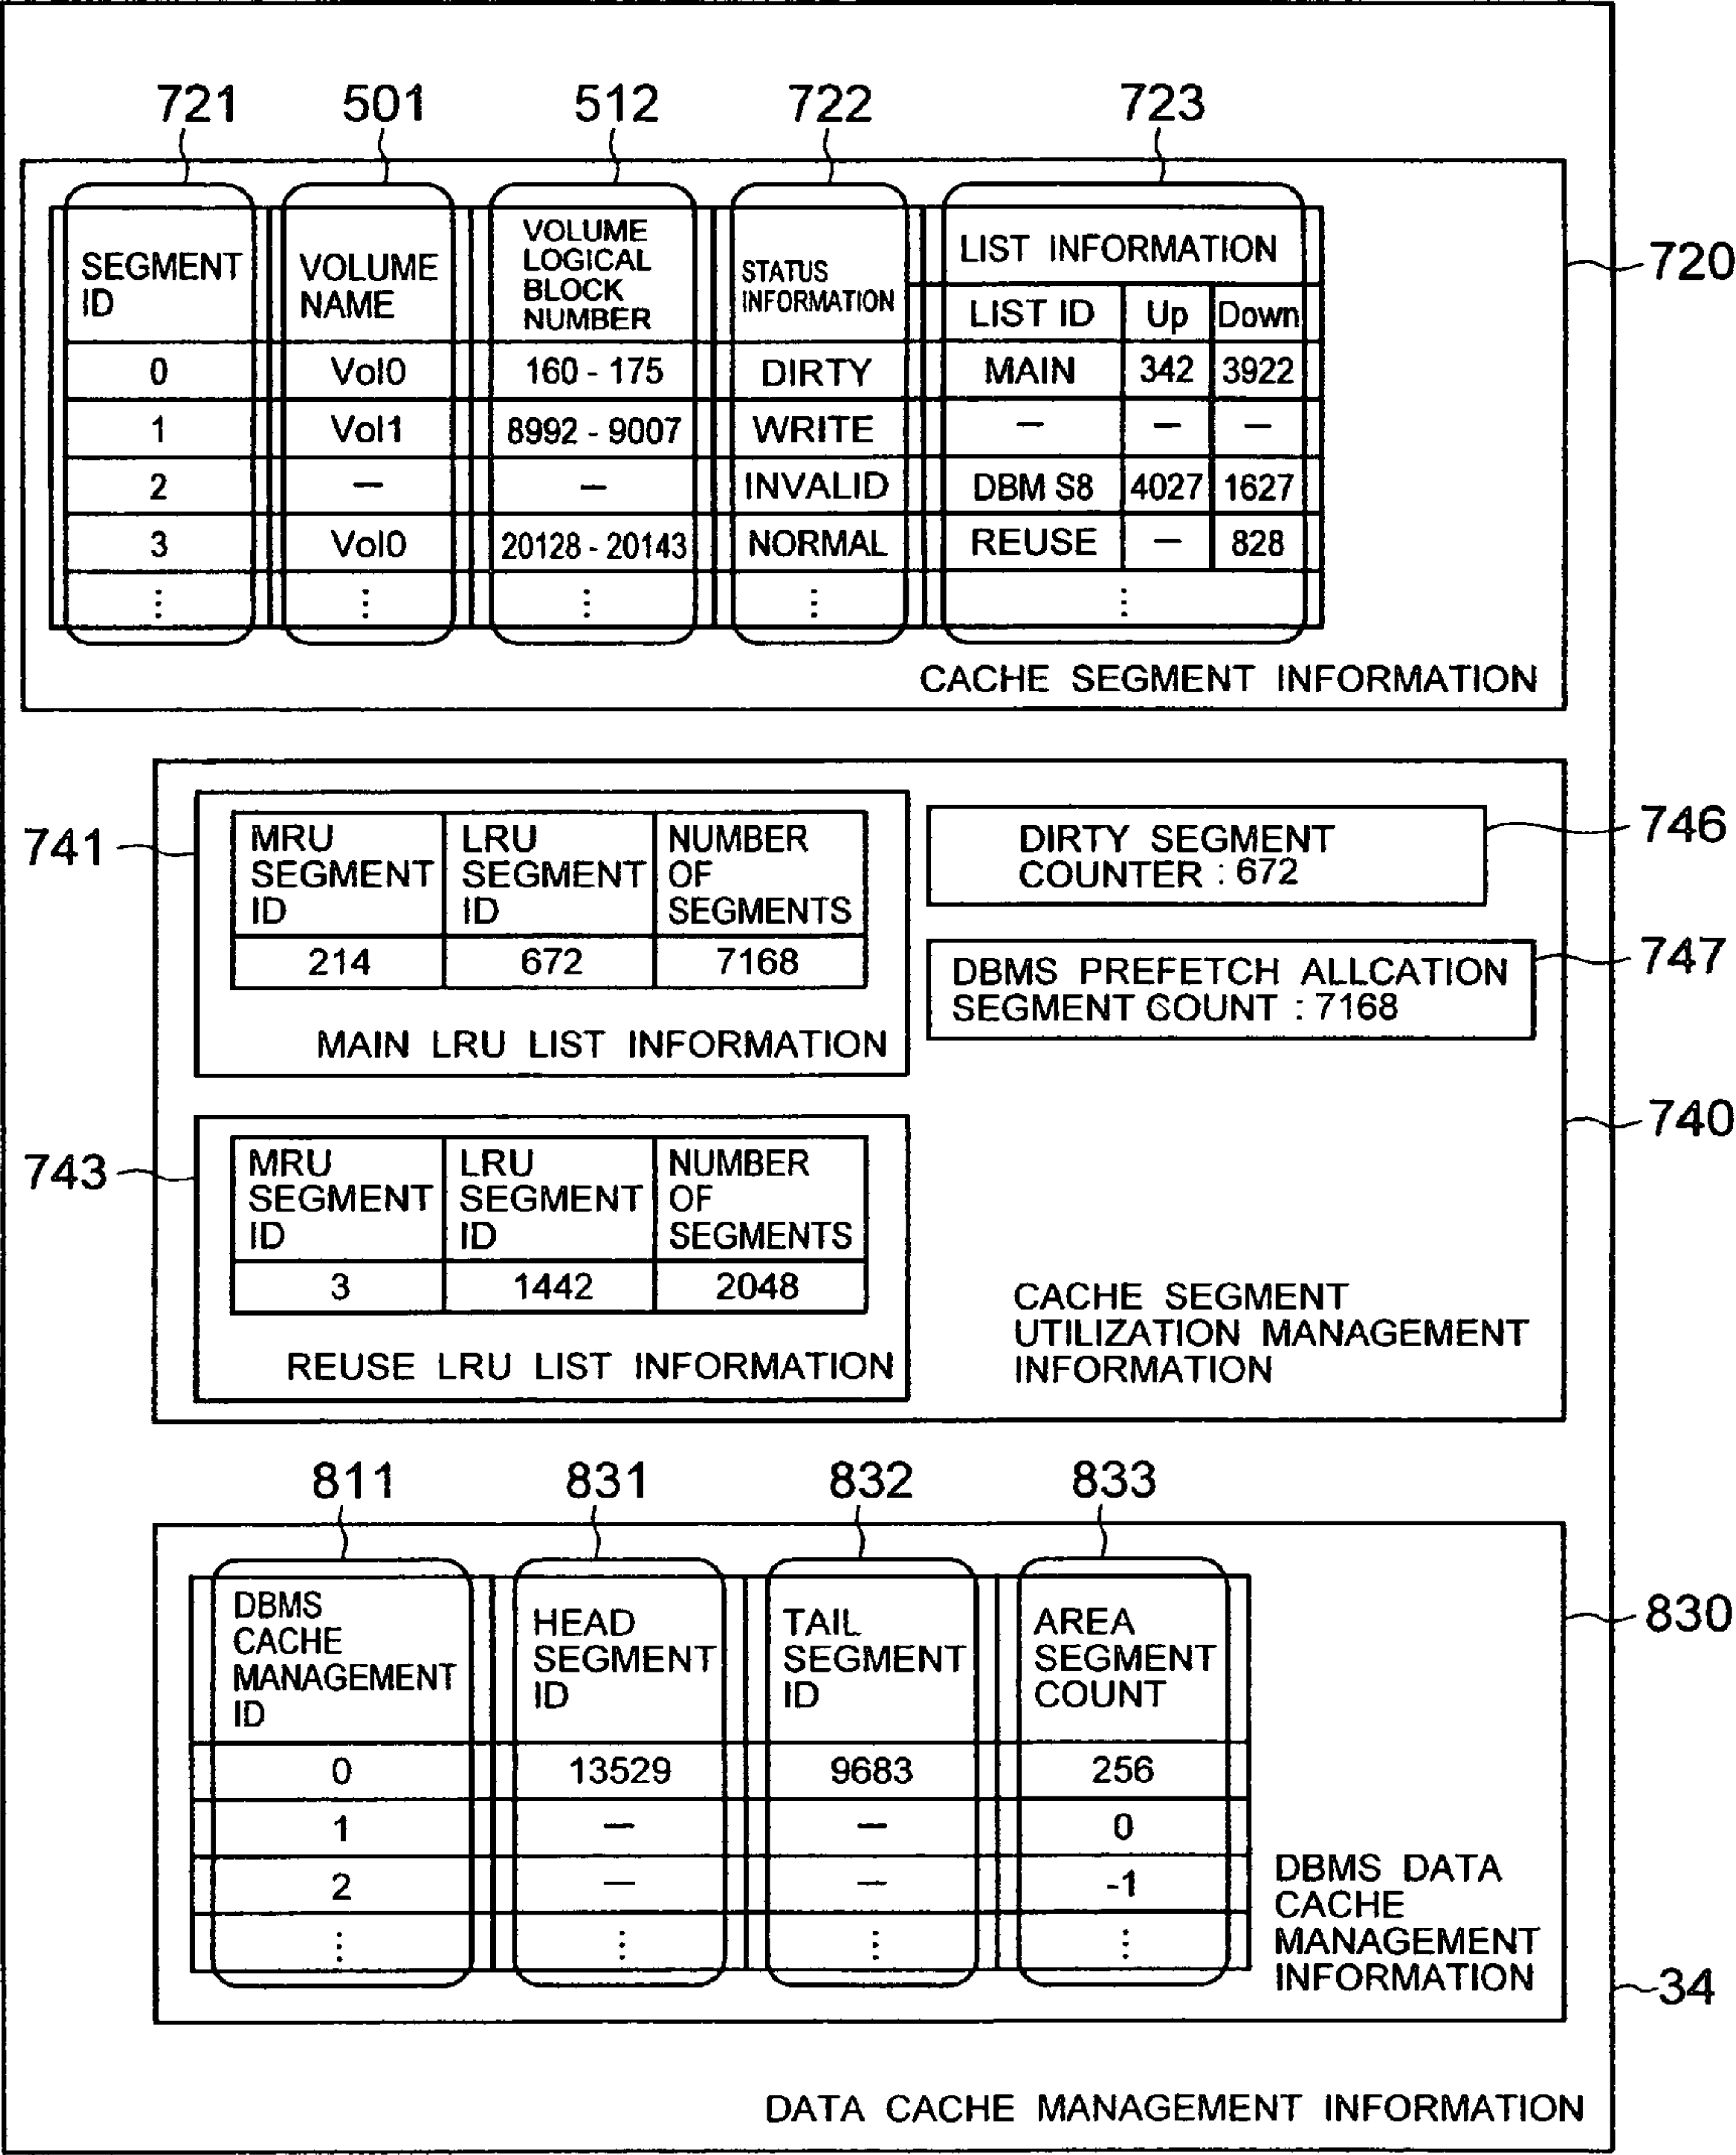 721 501 512 722 723
SEGMENT ID VOLUME NAME VOLUME LOGICAL BLOCK NUMBER STATUS INFORMATION LIST INFORMATION
LIST ID Up Down
0 Vol0 160 - 175 DIRTY MAIN 342 3922
1 Vol1 8992 - 9007 WRITE — — —
2 — — INVALID DBM S8 4027 1627
3 Vol0 20128 - 20143 NORMAL REUSE — 828
⋮ ⋮ ⋮ ⋮ ⋮
CACHE SEGMENT INFORMATION
720
741
MRU SEGMENT ID LRU SEGMENT ID NUMBER OF SEGMENTS
214 672 7168
MAIN LRU LIST INFORMATION
DIRTY SEGMENT
COUNTER : 672
746
DBMS PREFETCH ALLCATION
SEGMENT COUNT : 7168
747
740
743
MRU SEGMENT ID LRU SEGMENT ID NUMBER OF SEGMENTS
3 1442 2048
REUSE LRU LIST INFORMATION
CACHE SEGMENT
UTILIZATION MANAGEMENT
INFORMATION
811 831 832 833
DBMS CACHE MANAGEMENT ID HEAD SEGMENT ID TAIL SEGMENT ID AREA SEGMENT COUNT
0 13529 9683 256
1 — — 0
2 — — -1
⋮ ⋮ ⋮ ⋮
DBMS DATA
CACHE
MANAGEMENT
INFORMATION
830
34
DATA CACHE MANAGEMENT INFORMATION